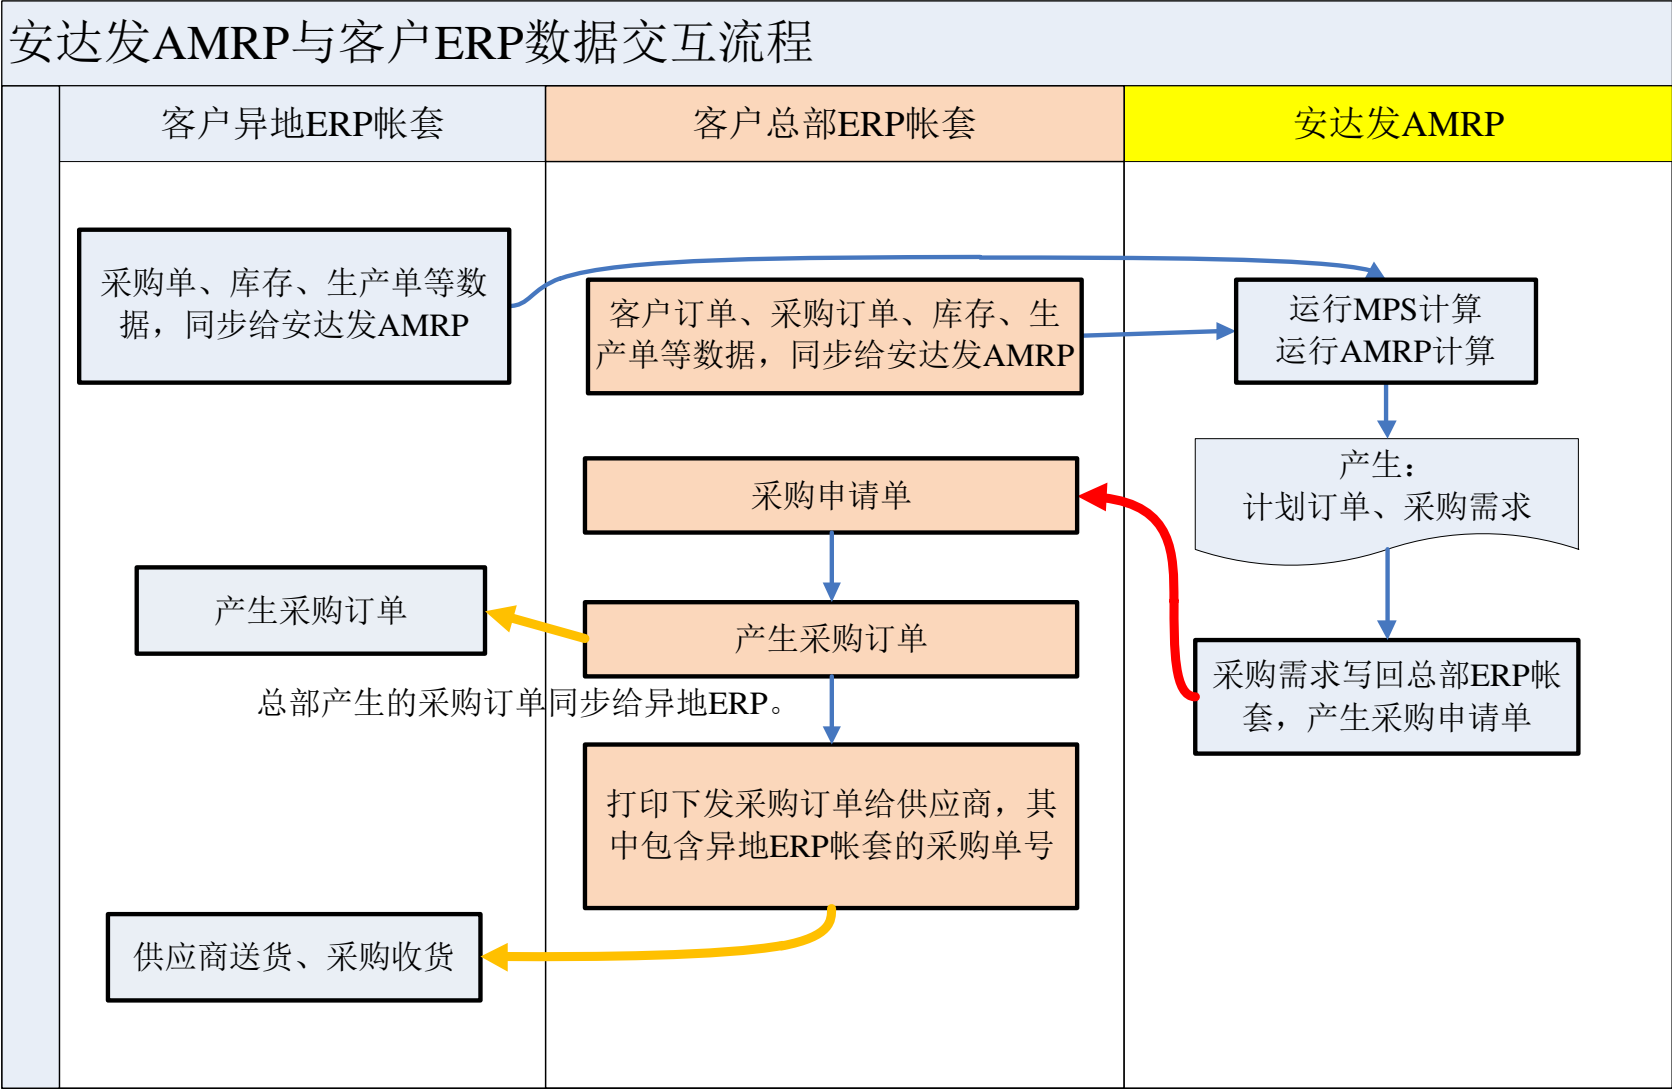 安达发AMRP与客户ERP数据交互流程
客户异地ERP帐套
客户总部ERP帐套
安达发AMRP
采购单、库存、生产单等数
据，同步给安达发AMRP
客户订单、采购订单、库存、生
产单等数据，同步给安达发AMRP
运行MPS计算
运行AMRP计算
产生：
计划订单、采购需求
采购申请单
产生采购订单
产生采购订单
采购需求写回总部ERP帐
套，产生采购申请单
总部产生的采购订单同步给异地ERP。
打印下发采购订单给供应商，其
中包含异地ERP帐套的采购单号
供应商送货、采购收货